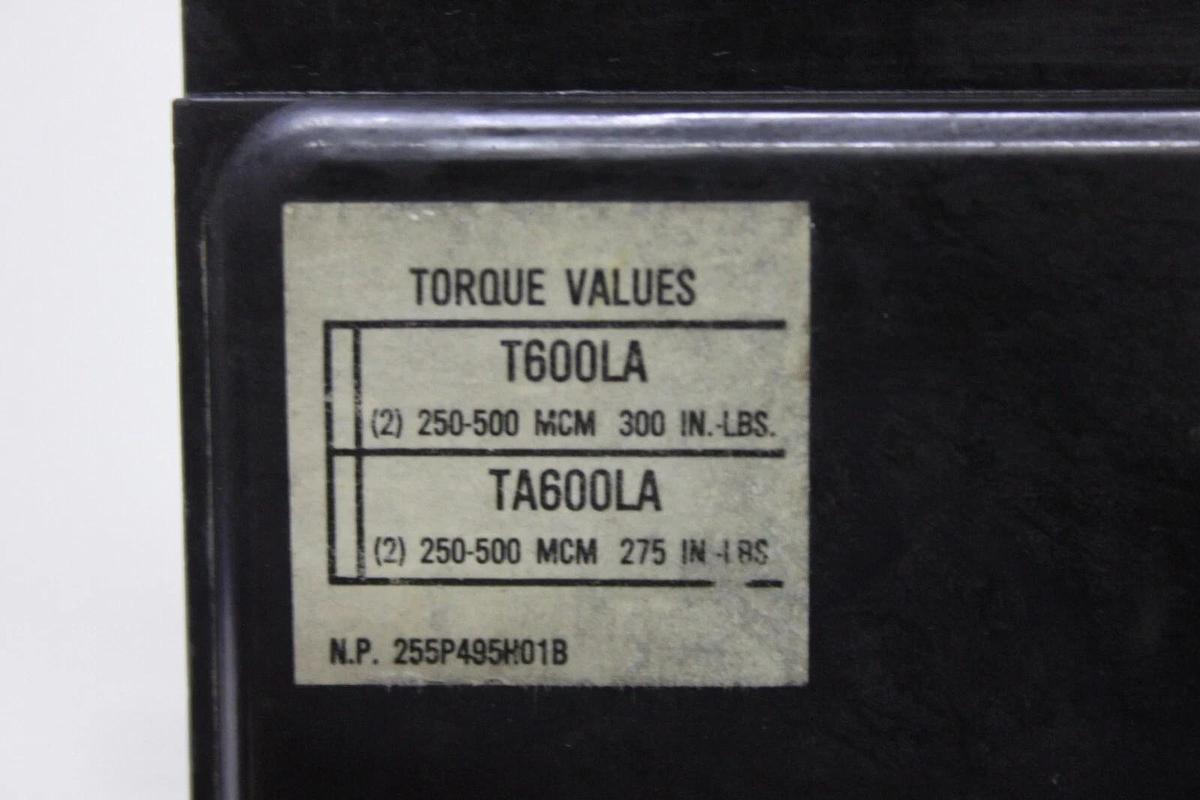 TORQUE VALUES
T600LA
(2) 250-500 MCM 300 IN.-LBS.
TA600LA
(2) 250-500 MCM 275 IN -LBS
N.P. 255P495H01B